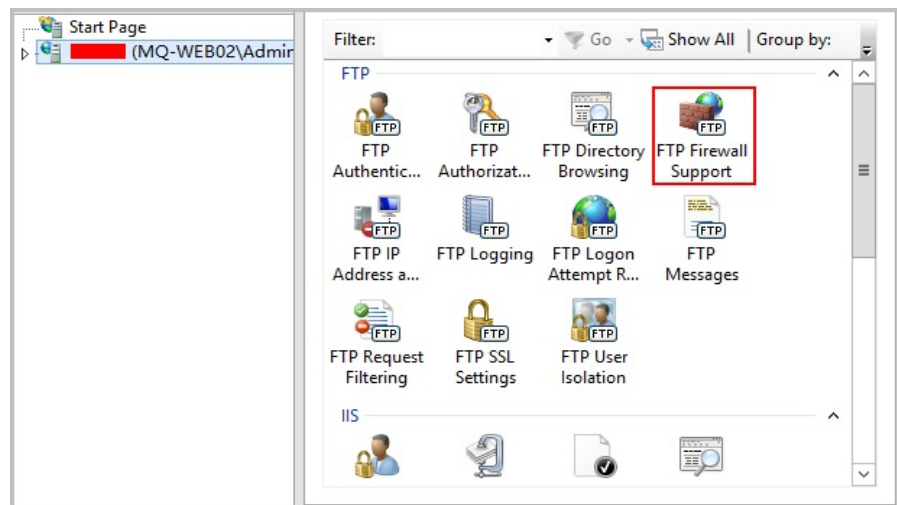 Start Page
(MQ-WEB02\Admir
Filter: Go Show All Group by:
FTP
FTP FTP FTP FTP
FTP FTP FTP Directory FTP Firewall
Authentic... Authorizat... Browsing Support
FTP FTP FTP FTP
FTP IP FTP Logging FTP Logon FTP
Address a... Attempt R... Messages
FTP FTP FTP
FTP Request FTP SSL FTP User
Filtering Settings Isolation
IIS